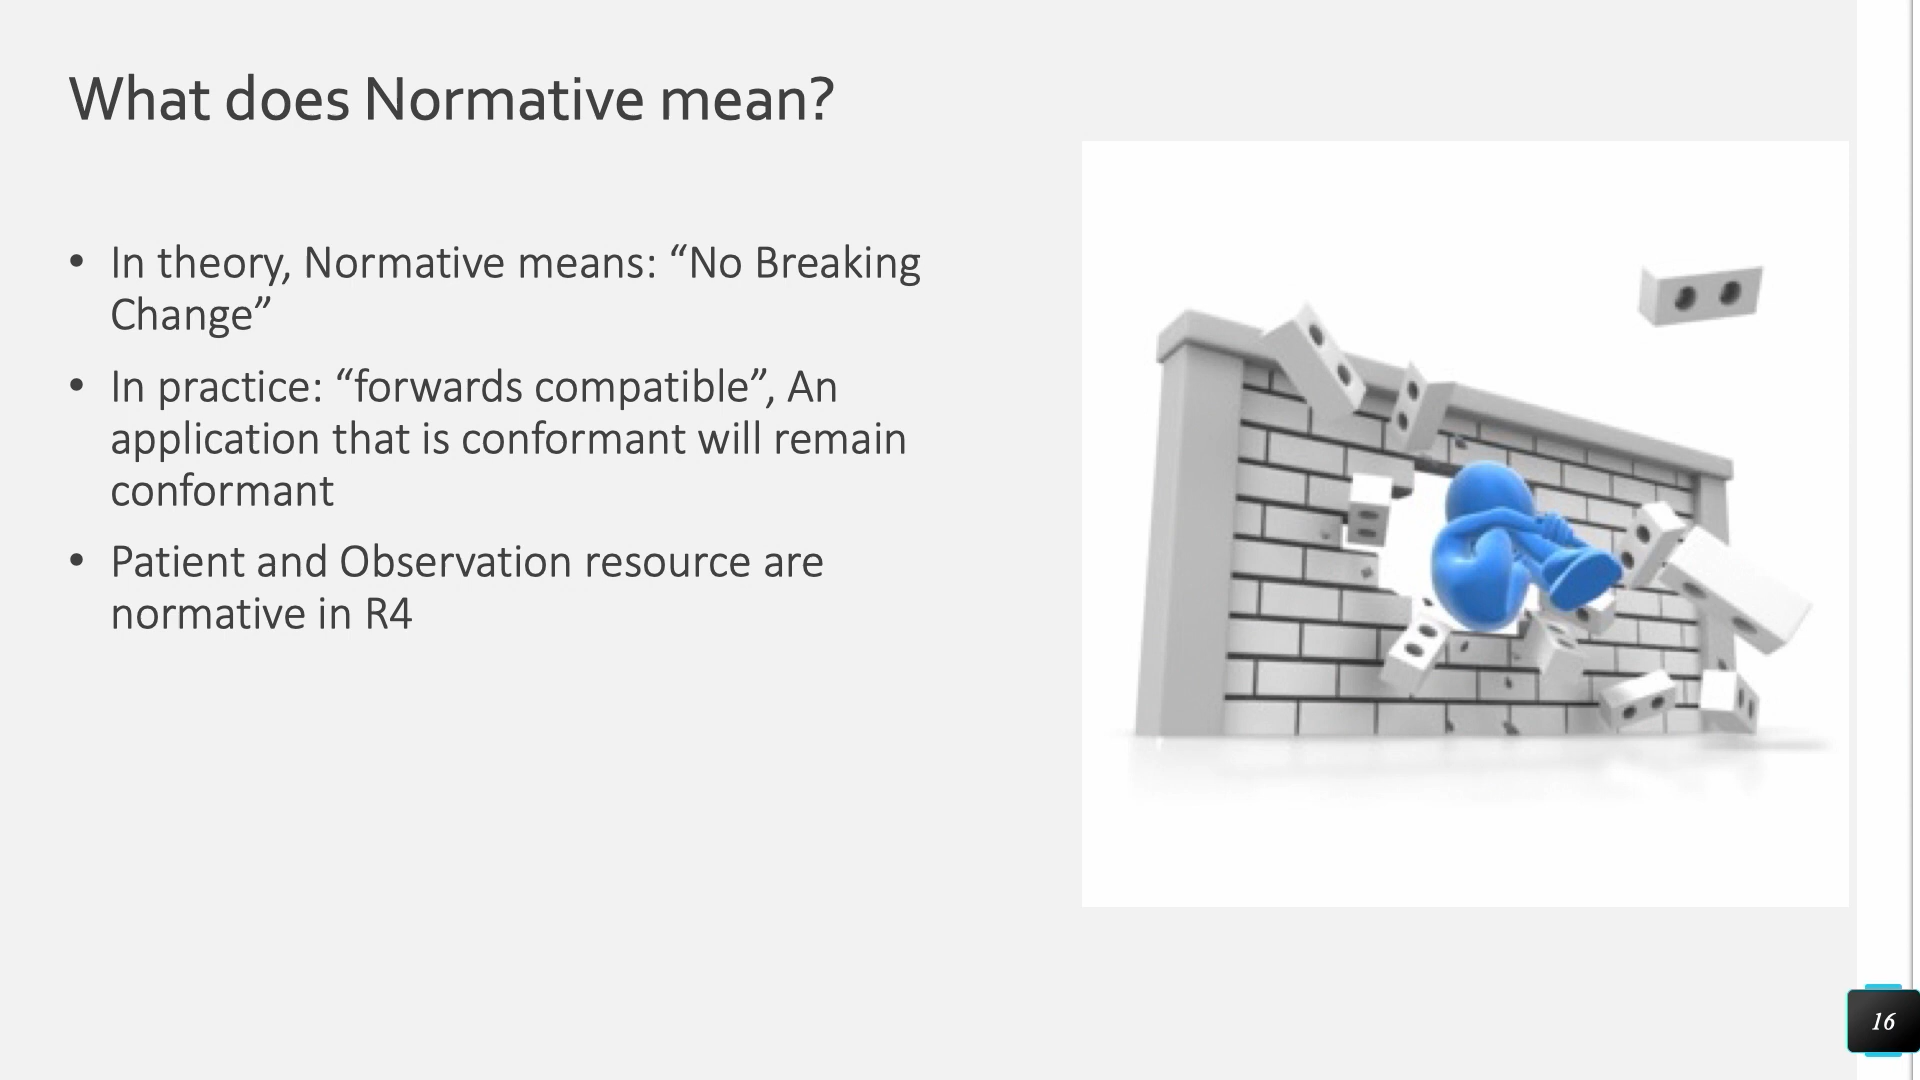 What does Normative mean?
• In theory, Normative means: “No Breaking
Change”
• In practice: “forwards compatible”, An
application that is conformant will remain
conformant
• Patient and Observation resource are
normative in R4
16